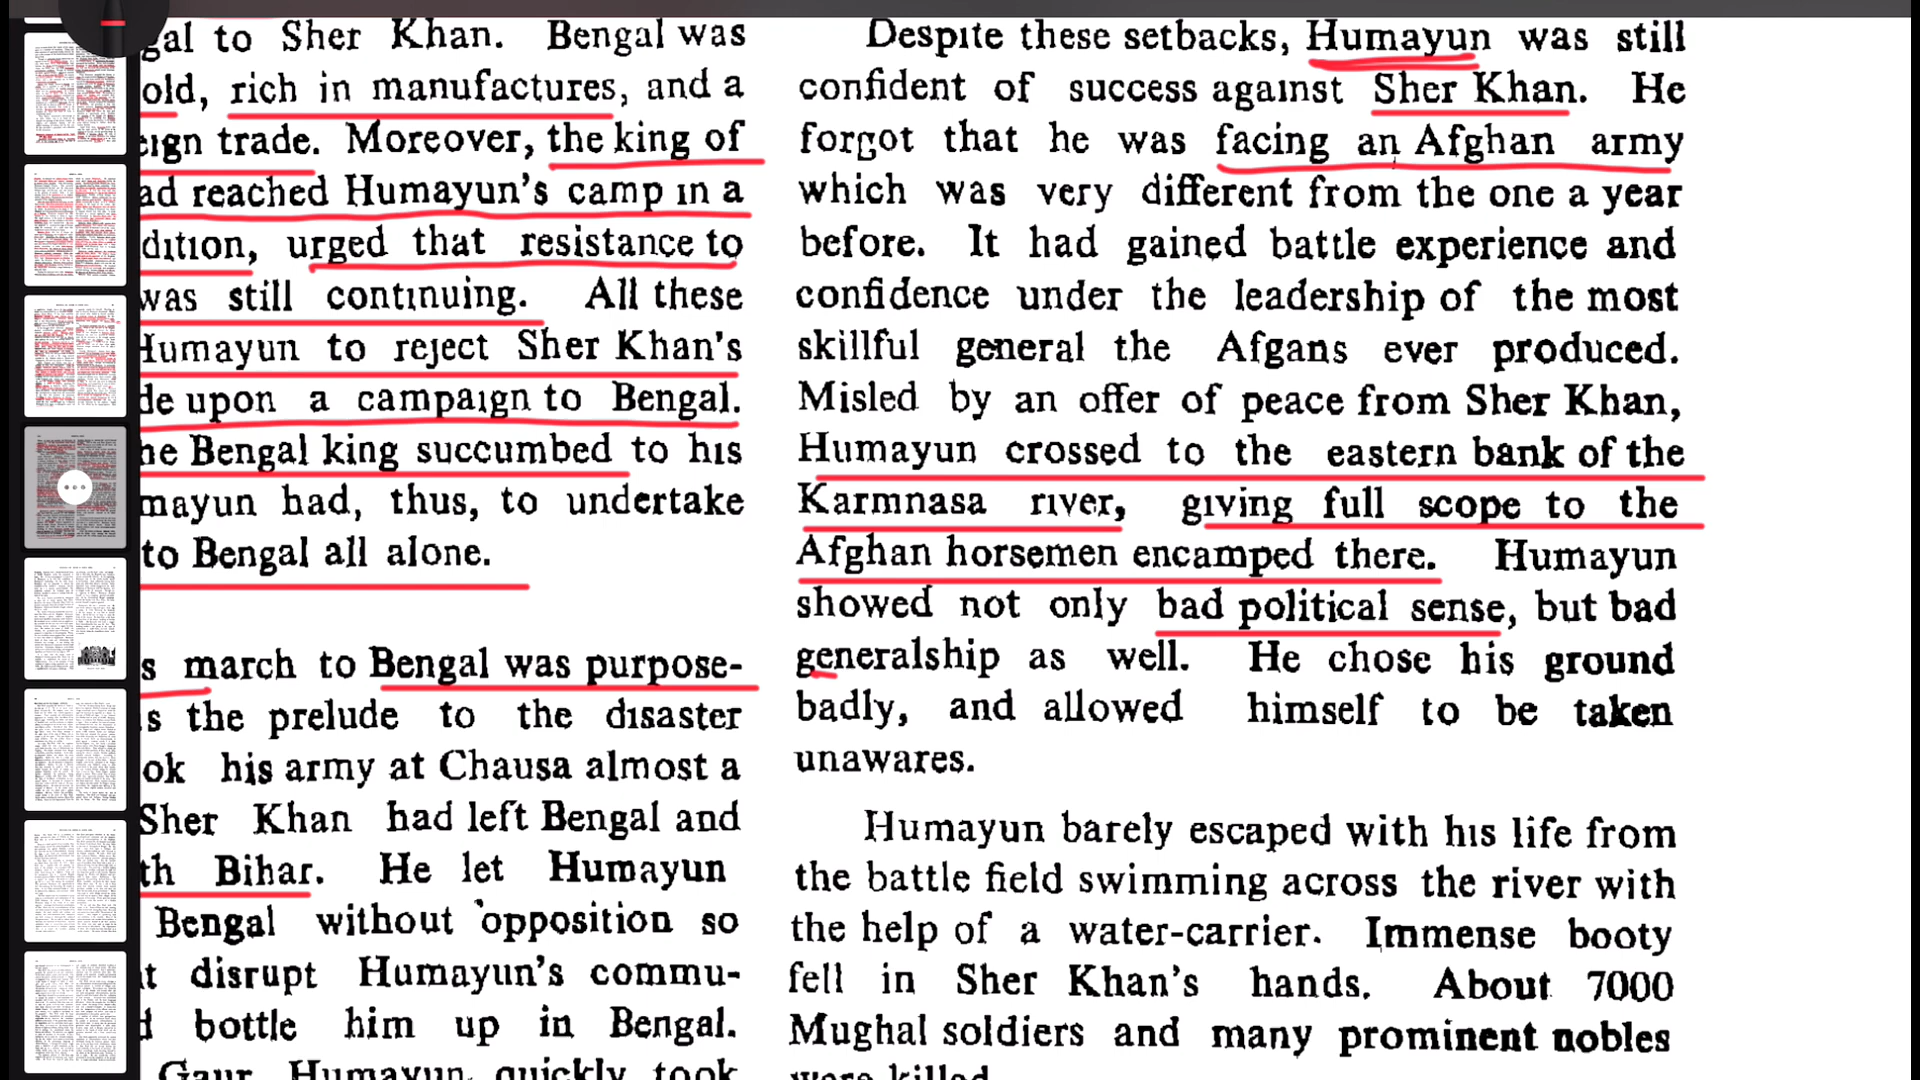 gal to Sher Khan. Bengal was
old, rich in manufactures, and a
eign trade. Moreover, the king of
ad reached Humayun's camp in a
dition, urged that resistance to
was still continuing. All these
Humayun to reject Sher Khan's
de upon a campaign to Bengal.
he Bengal king succumbed to his
mayun had, thus, to undertake
to Bengal all alone.
s march to Bengal was purpose-
s the prelude to the disaster
ok his army at Chausa almost a
Sher Khan had left Bengal and
th Bihar. He let Humayun
Bengal without opposition so
t disrupt Humayun's commu-
d bottle him up in Bengal.
Gaur, Humayun quickly took
Despite these setbacks, Humayun was still
confident of success against Sher Khan. He
forgot that he was facing an Afghan army
which was very different from the one a year
before. It had gained battle experience and
confidence under the leadership of the most
skillful general the Afgans ever produced.
Misled by an offer of peace from Sher Khan,
Humayun crossed to the eastern bank of the
Karmnasa river, giving full scope to the
Afghan horsemen encamped there. Humayun
showed not only bad political sense, but bad
generalship as well. He chose his ground
badly, and allowed himself to be taken
unawares.
Humayun barely escaped with his life from
the battle field swimming across the river with
the help of a water-carrier. Immense booty
fell in Sher Khan's hands. About 7000
Mughal soldiers and many prominent nobles
were killed.